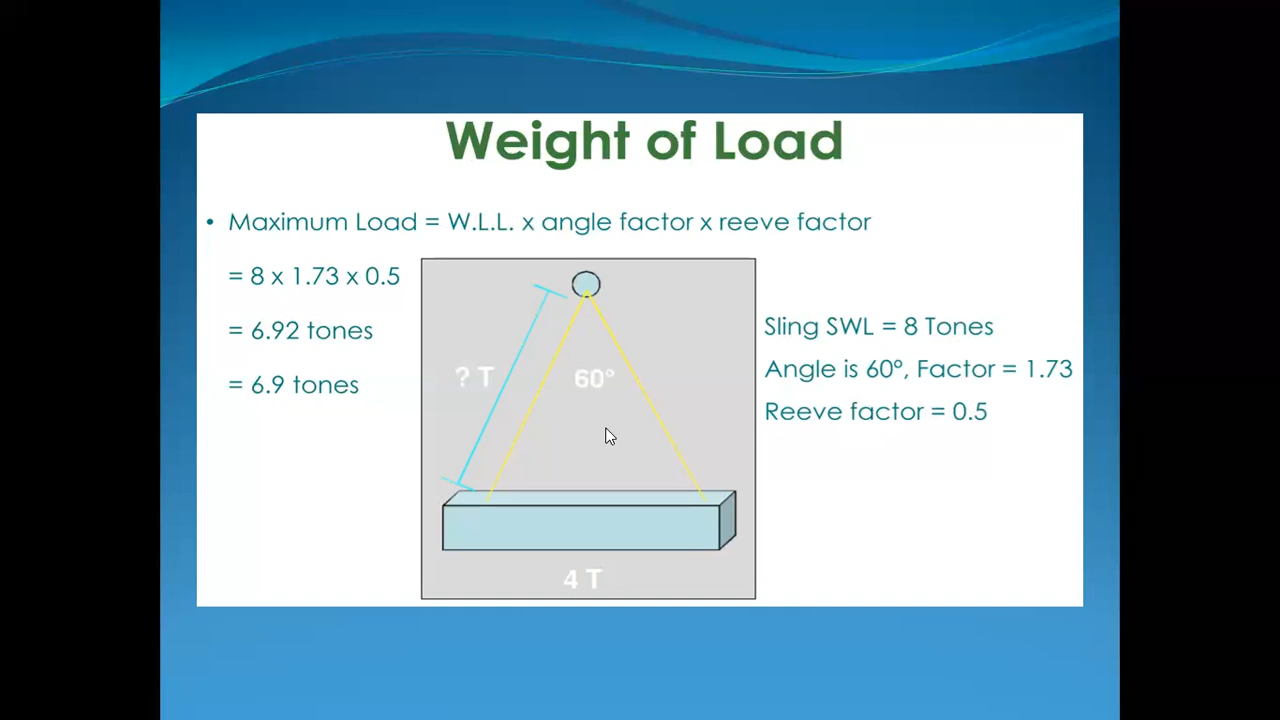 Weight of Load
• Maximum Load = W.L.L. x angle factor x reeve factor
= 8 x 1.73 x 0.5
= 6.92 tones
= 6.9 tones
? T
60°
4 T
Sling SWL = 8 Tones
Angle is 60°, Factor = 1.73
Reeve factor = 0.5